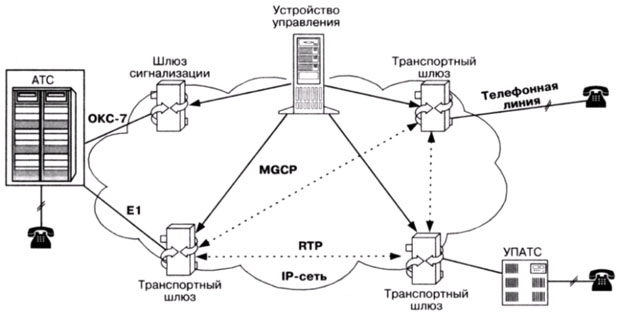 Устройство
управления
Шлюз
сигнализации
Транспортный
шлюз
АТС
ОКС-7
Телефонная
линия
MGCP
E1
RTP
IP-сеть
Транспортный
шлюз
Транспортный
шлюз
УПАТС